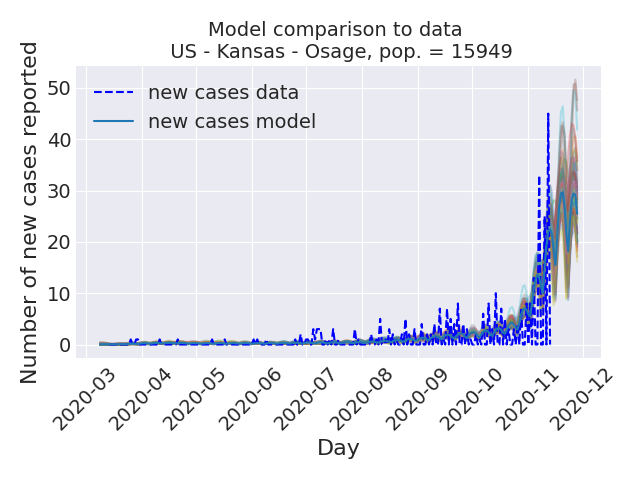 Model comparison to data
US - Kansas - Osage, pop. = 15949
Number of new cases reported
50
40
30
20
10
0
new cases data
new cases model
2020-03
2020-04
2020-05
2020-06
2020-07
2020-08
2020-09
2020-10
2020-11
2020-12
Day